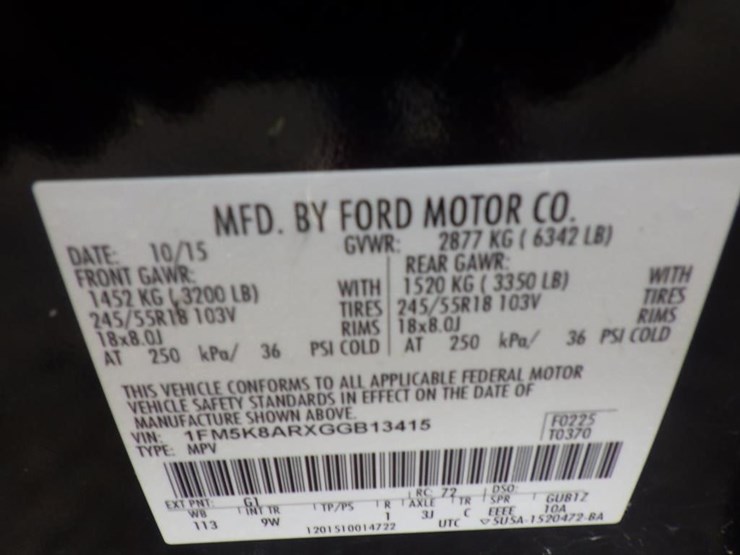 MFD. BY FORD MOTOR CO.
DATE: 10/15 GVWR: 2877 KG ( 6342 LB)
FRONT GAWR: REAR GAWR:
1452 KG ( 3200 LB) WITH 1520 KG ( 3350 LB) WITH
245/55R18 103V TIRES 245/55R18 103V TIRES
18x8.0J RIMS 18x8.0J RIMS
AT 250 kPa/ 36 PSI COLD AT 250 kPa/ 36 PSI COLD
THIS VEHICLE CONFORMS TO ALL APPLICABLE FEDERAL MOTOR
VEHICLE SAFETY STANDARDS IN EFFECT ON THE DATE OF
MANUFACTURE SHOWN ABOVE.
VIN: 1FM5K8ARXGGB13415 F0225
TYPE: MPV T0370
EXT PNT: G1 RC: 72 DSO:
WB INT TR TP/PS R AXLE TR SPR GUB12
113 9W 1 3J C EEEE 10A
1201510014722 UTC ▽SU5A-1520472-BA